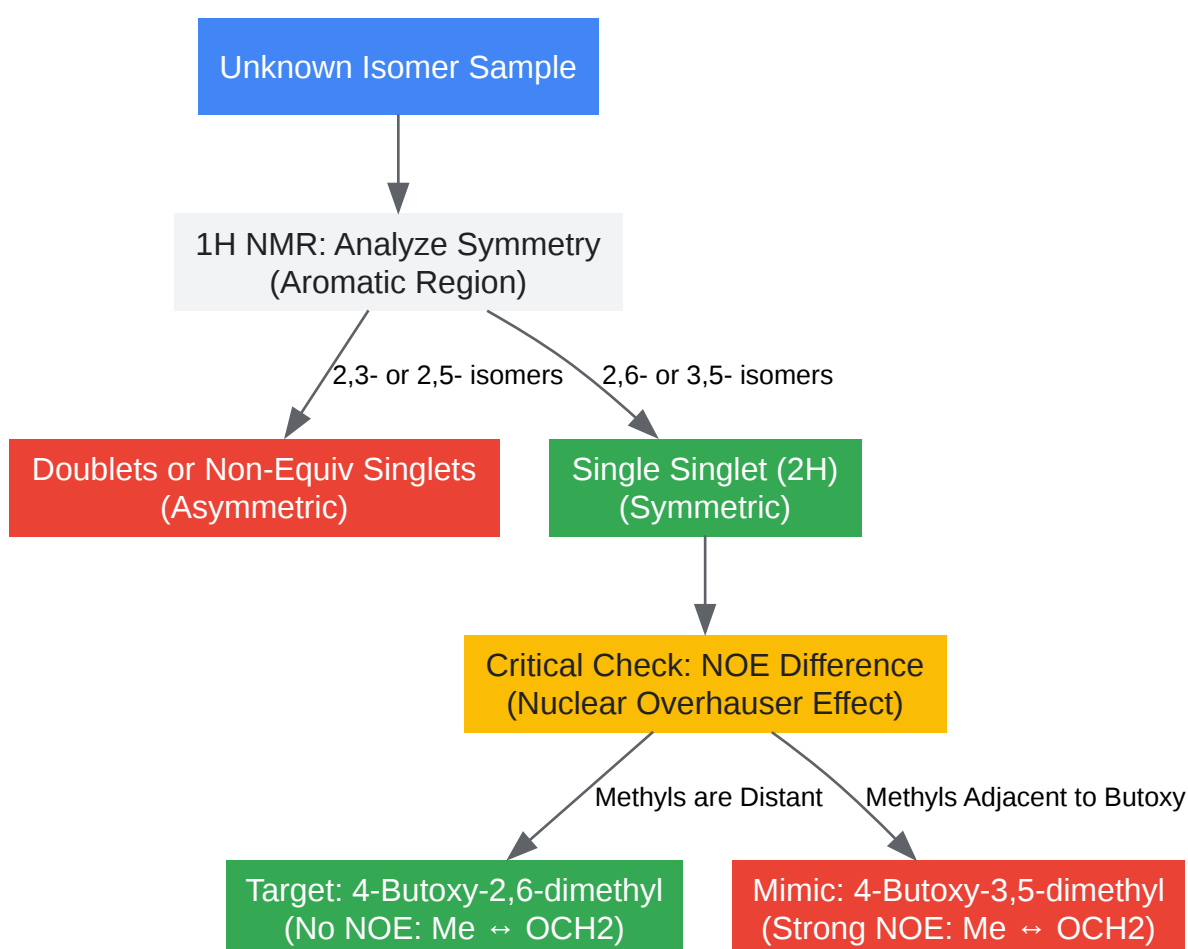 Unknown Isomer Sample
1H NMR: Analyze Symmetry
(Aromatic Region)
2,3- or 2,5- isomers
2,6- or 3,5- isomers
Doublets or Non-Equiv Singlets
(Asymmetric)
Single Singlet (2H)
(Symmetric)
Critical Check: NOE Difference
(Nuclear Overhauser Effect)
Methyls are Distant
Methyls Adjacent to Butoxy
Target: 4-Butoxy-2,6-dimethyl
(No NOE: Me ↔ OCH2)
Mimic: 4-Butoxy-3,5-dimethyl
(Strong NOE: Me ↔ OCH2)